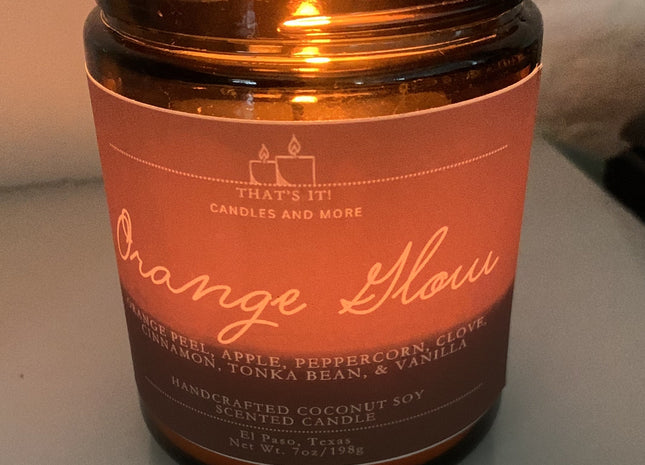 THAT'S IT!
CANDLES AND MORE
Orange Glow
ORANGE PEEL, APPLE, PEPPERCORN, CLOVE,
CINNAMON, TONKA BEAN, & VANILLA
HANDCRAFTED COCONUT SOY
SCENTED CANDLE
El Paso, Texas
Net Wt. 7oz/198g